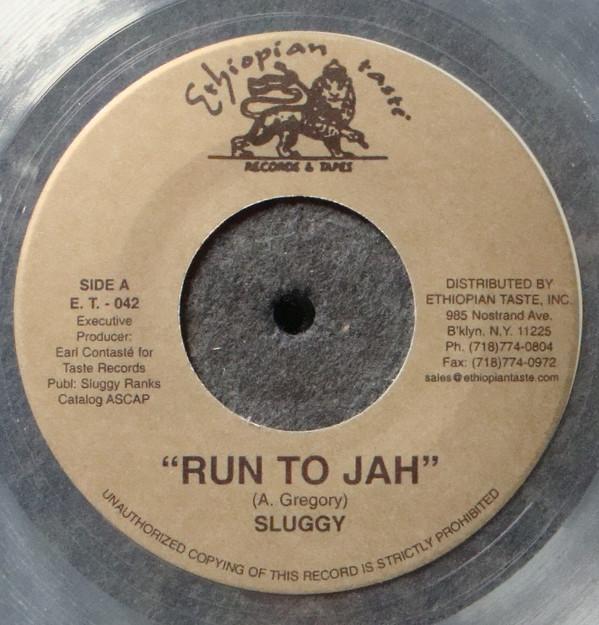 Ethiopian taste
RECORDS & TAPES
SIDE A
E. T. - 042
Executive
Producer:
Earl Contasté for
Taste Records
Publ: Sluggy Ranks
Catalog ASCAP
DISTRIBUTED BY
ETHIOPIAN TASTE, INC.
985 Nostrand Ave.
B'klyn, N.Y. 11225
Ph. (718)774-0804
Fax: (718)774-0972
sales@ethiopiantaste.com
“RUN TO JAH”
(A. Gregory)
SLUGGY
UNAUTHORIZED COPYING OF THIS RECORD IS STRICTLY PROHIBITED